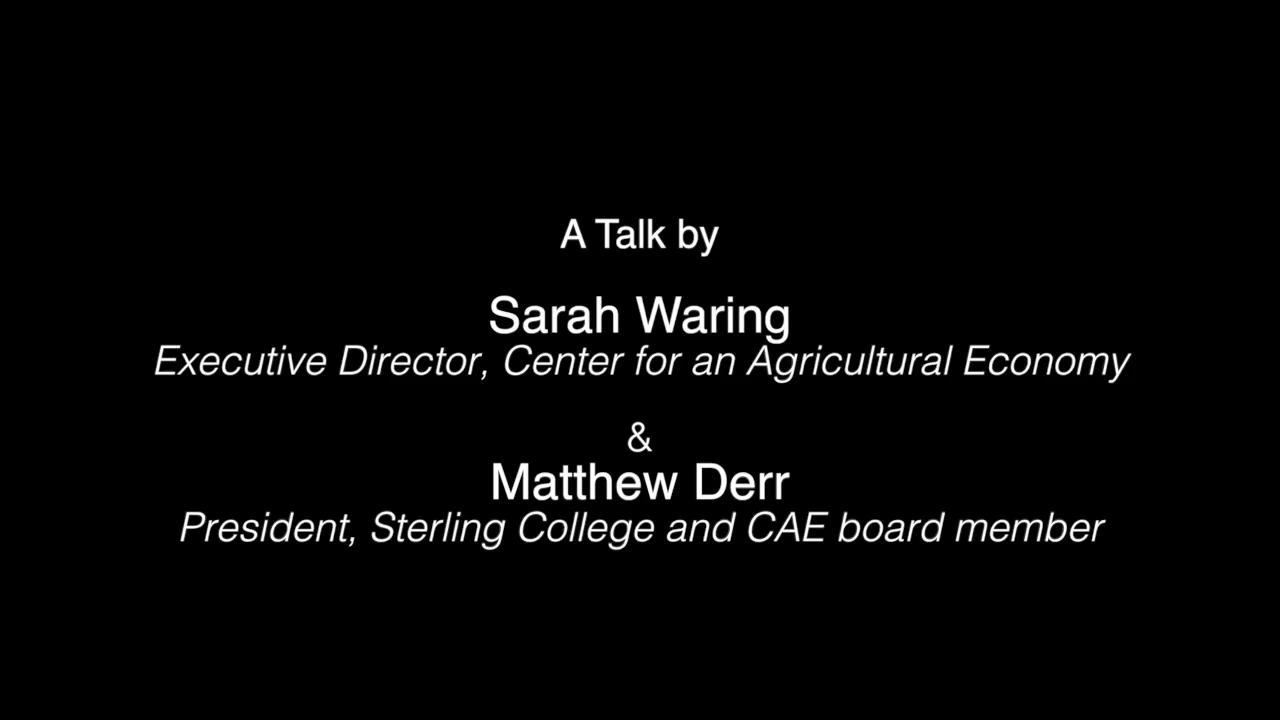 A Talk by
Sarah Waring
Executive Director, Center for an Agricultural Economy
&
Matthew Derr
President, Sterling College and CAE board member